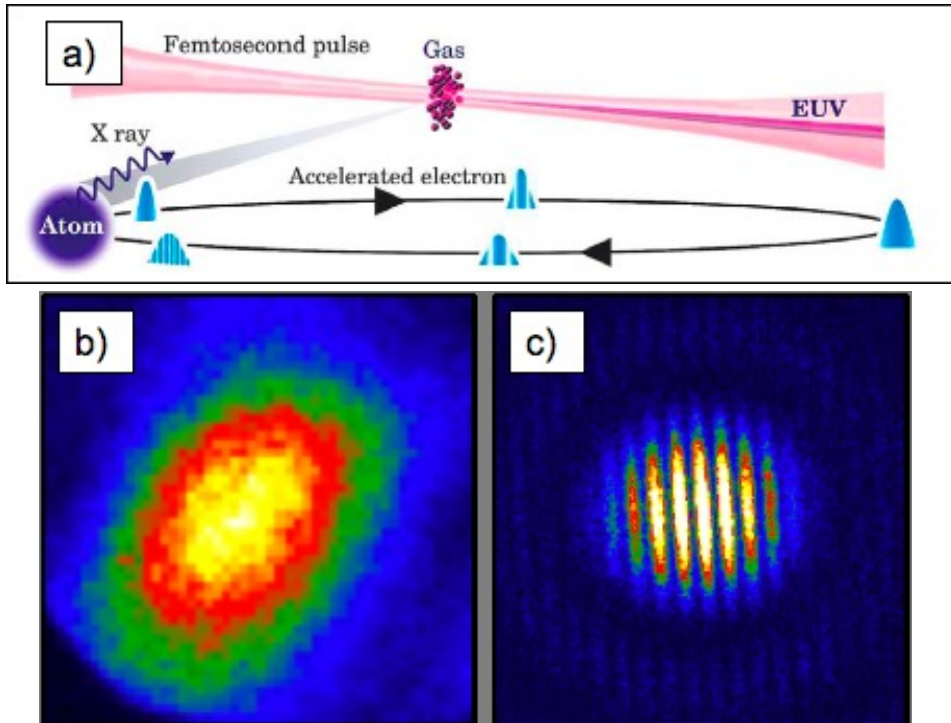 a)
Femtosecond pulse
Gas
EUV
X ray
Accelerated electron
Atom
b)
c)